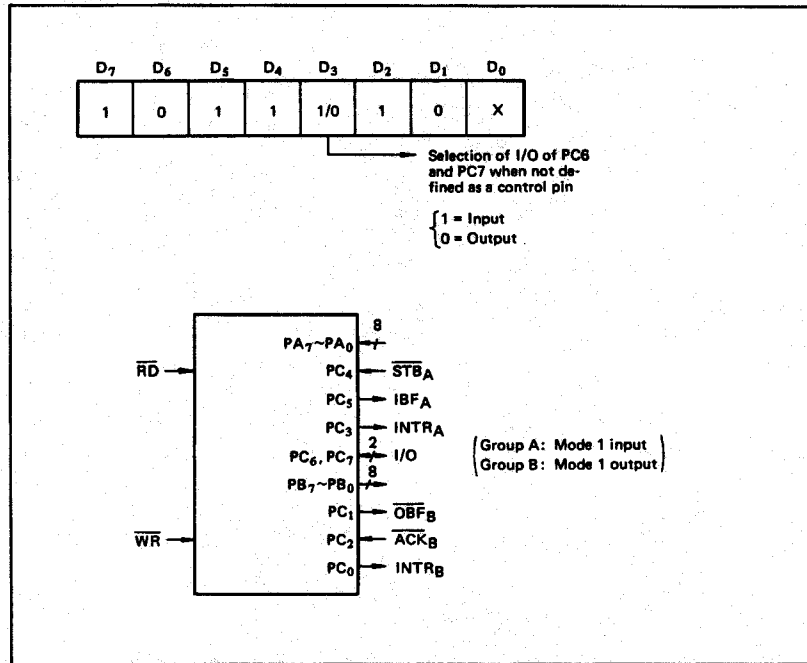 D7 D6 D5 D4 D3 D2 D1 D0
1 0 1 1 1/0 1 0 X
Selection of I/O of PC6
and PC7 when not de-
fined as a control pin
1 = Input
0 = Output
8
PA7~PA0
RD
PC4 STBA
PC5 IBFA
PC3 INTRA
2
PC6, PC7 I/O
(Group A: Mode 1 input
Group B: Mode 1 output)
8
PB7~PB0
PC1 OBFB
WR
PC2 ACKB
PC0 INTRB